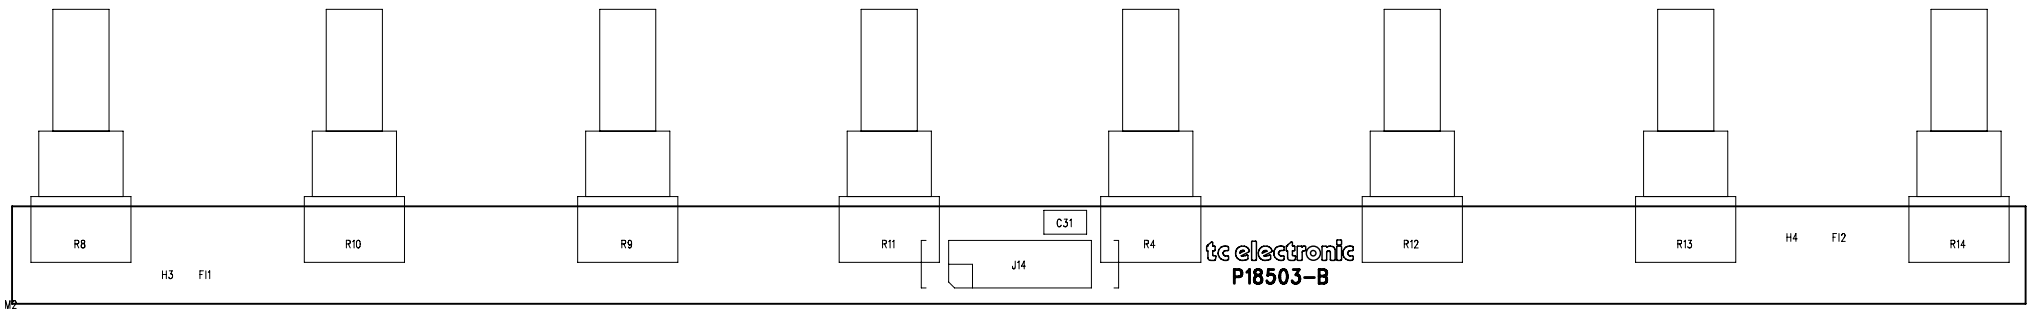 C31
R8
R10
R9
R11
R4
R12
R13
H4 FI2
R14
tc electronic
J14
H3 FI1
P18503-B
M2